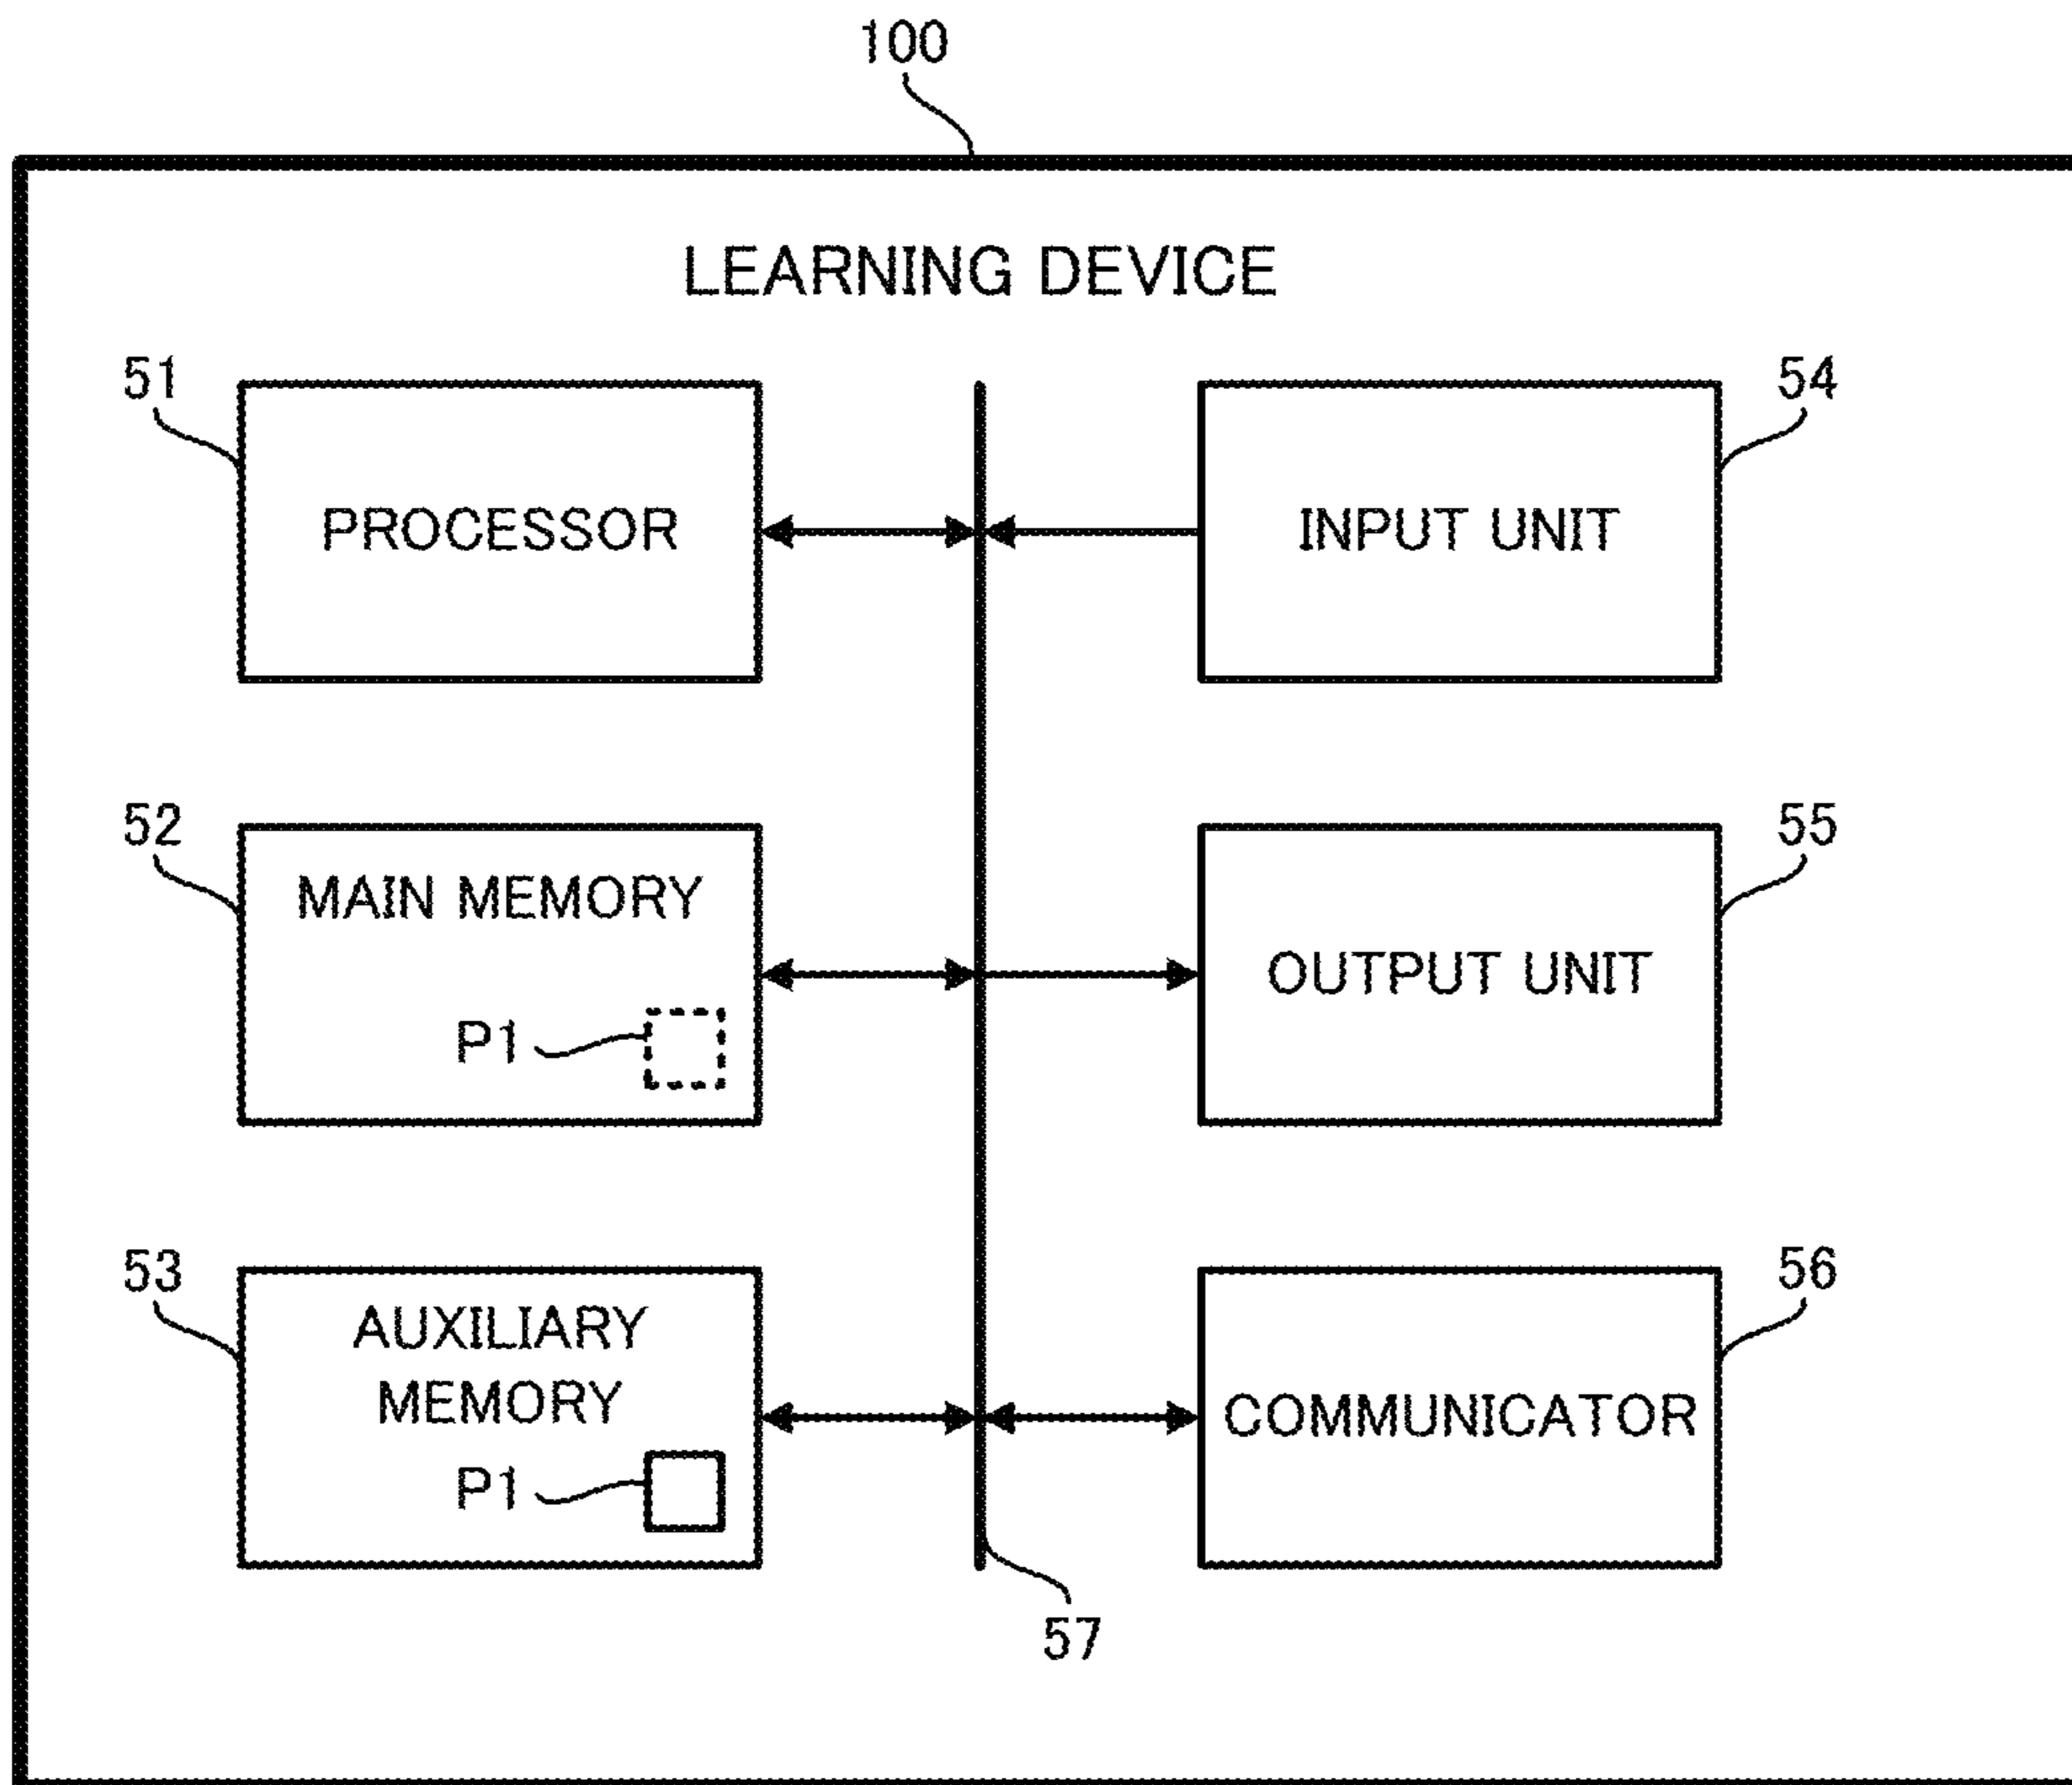 100
LEARNING DEVICE
51
PROCESSOR
54
INPUT UNIT
52
MAIN MEMORY
P1
55
OUTPUT UNIT
53
AUXILIARY
MEMORY
P1
56
COMMUNICATOR
57